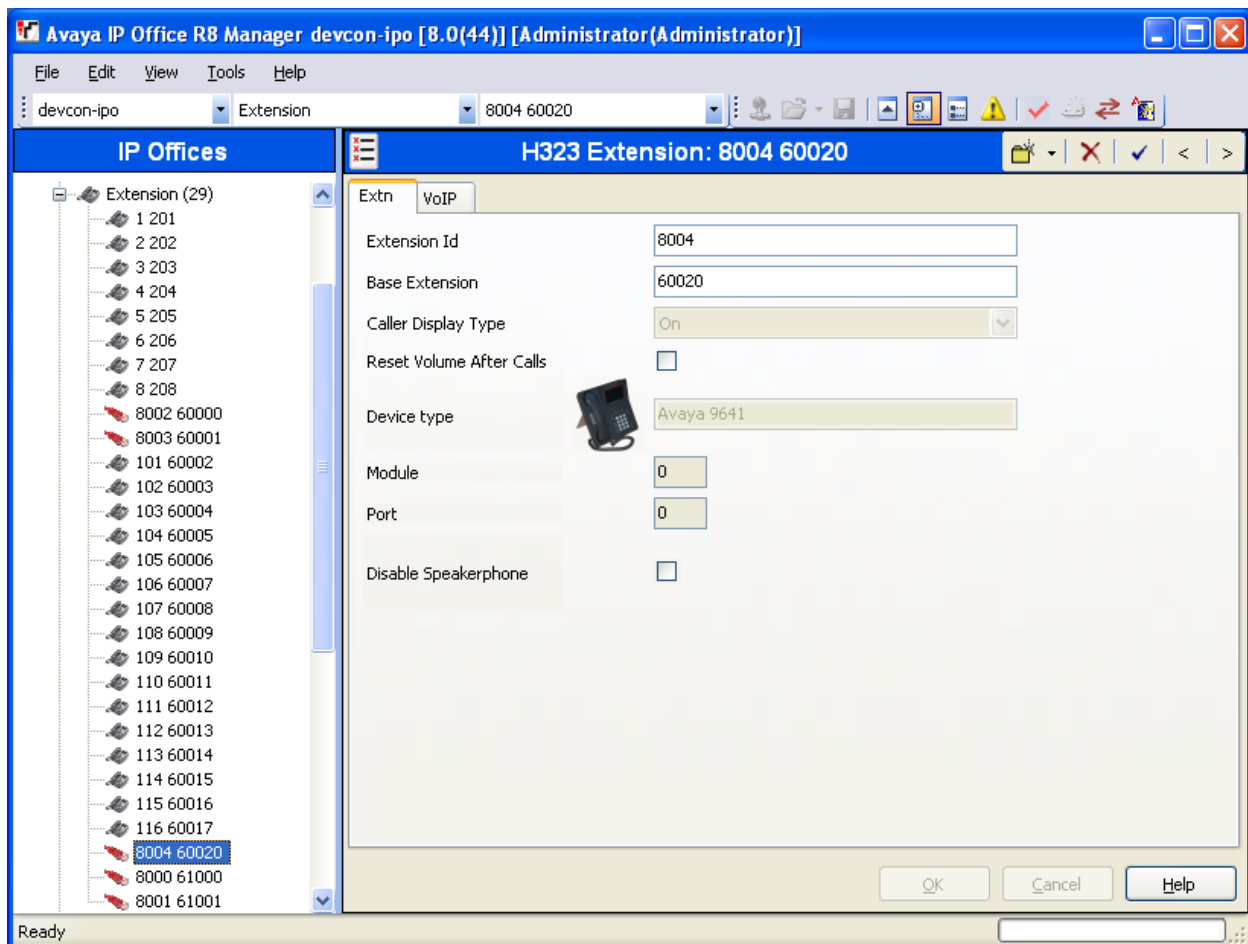 Avaya IP Office R8 Manager devcon-ipo [8.0(44)] [Administrator(Administrator)]
File Edit View Tools Help
devcon-ipo Extension 8004 60020
IP Offices
Extension (29)
1 201
2 202
3 203
4 204
5 205
6 206
7 207
8 208
8002 60000
8003 60001
101 60002
102 60003
103 60004
104 60005
105 60006
106 60007
107 60008
108 60009
109 60010
110 60011
111 60012
112 60013
113 60014
114 60015
115 60016
116 60017
8004 60020
8000 61000
8001 61001
H323 Extension: 8004 60020
Extn VoIP
Extension Id 8004
Base Extension 60020
Caller Display Type On
Reset Volume After Calls
Device type Avaya 9641
Module 0
Port 0
Disable Speakerphone
OK Cancel Help
Ready